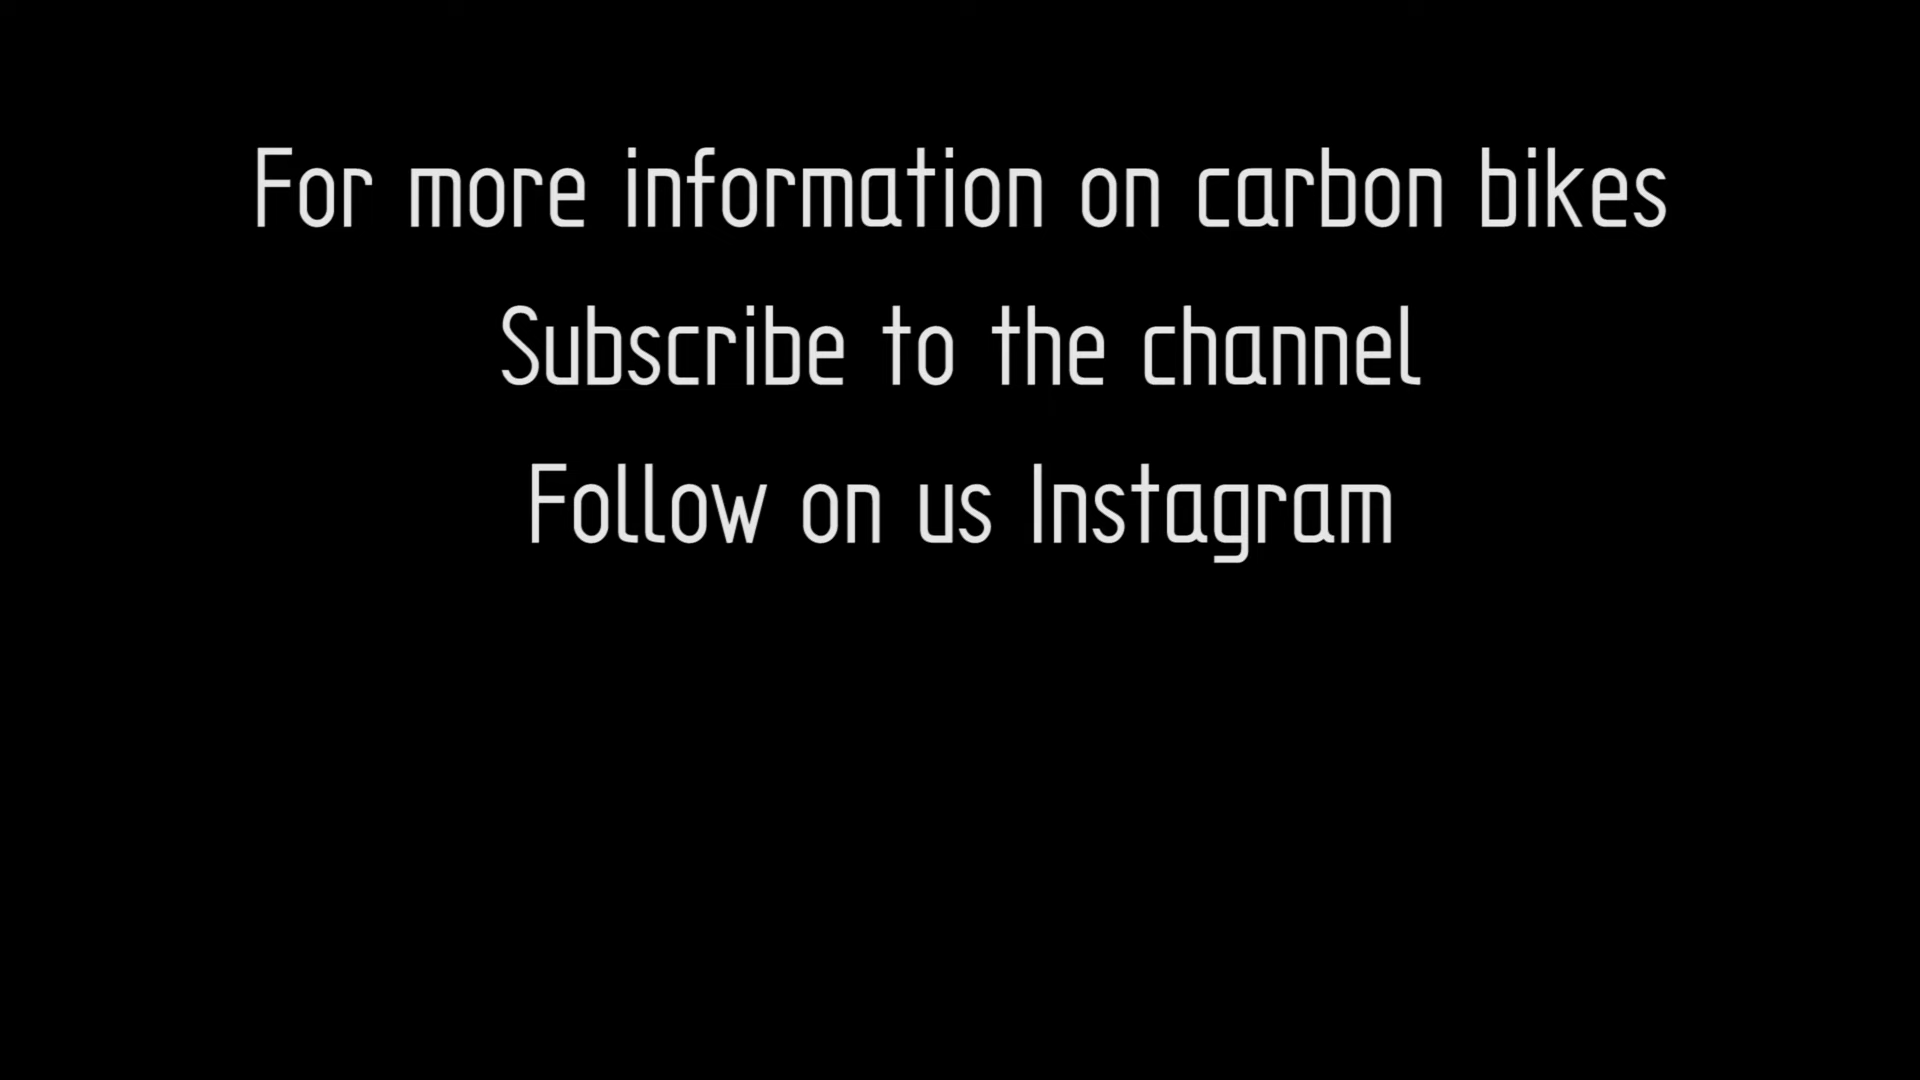 For more information on carbon bikes
Subscribe to the channel
Follow on us Instagram